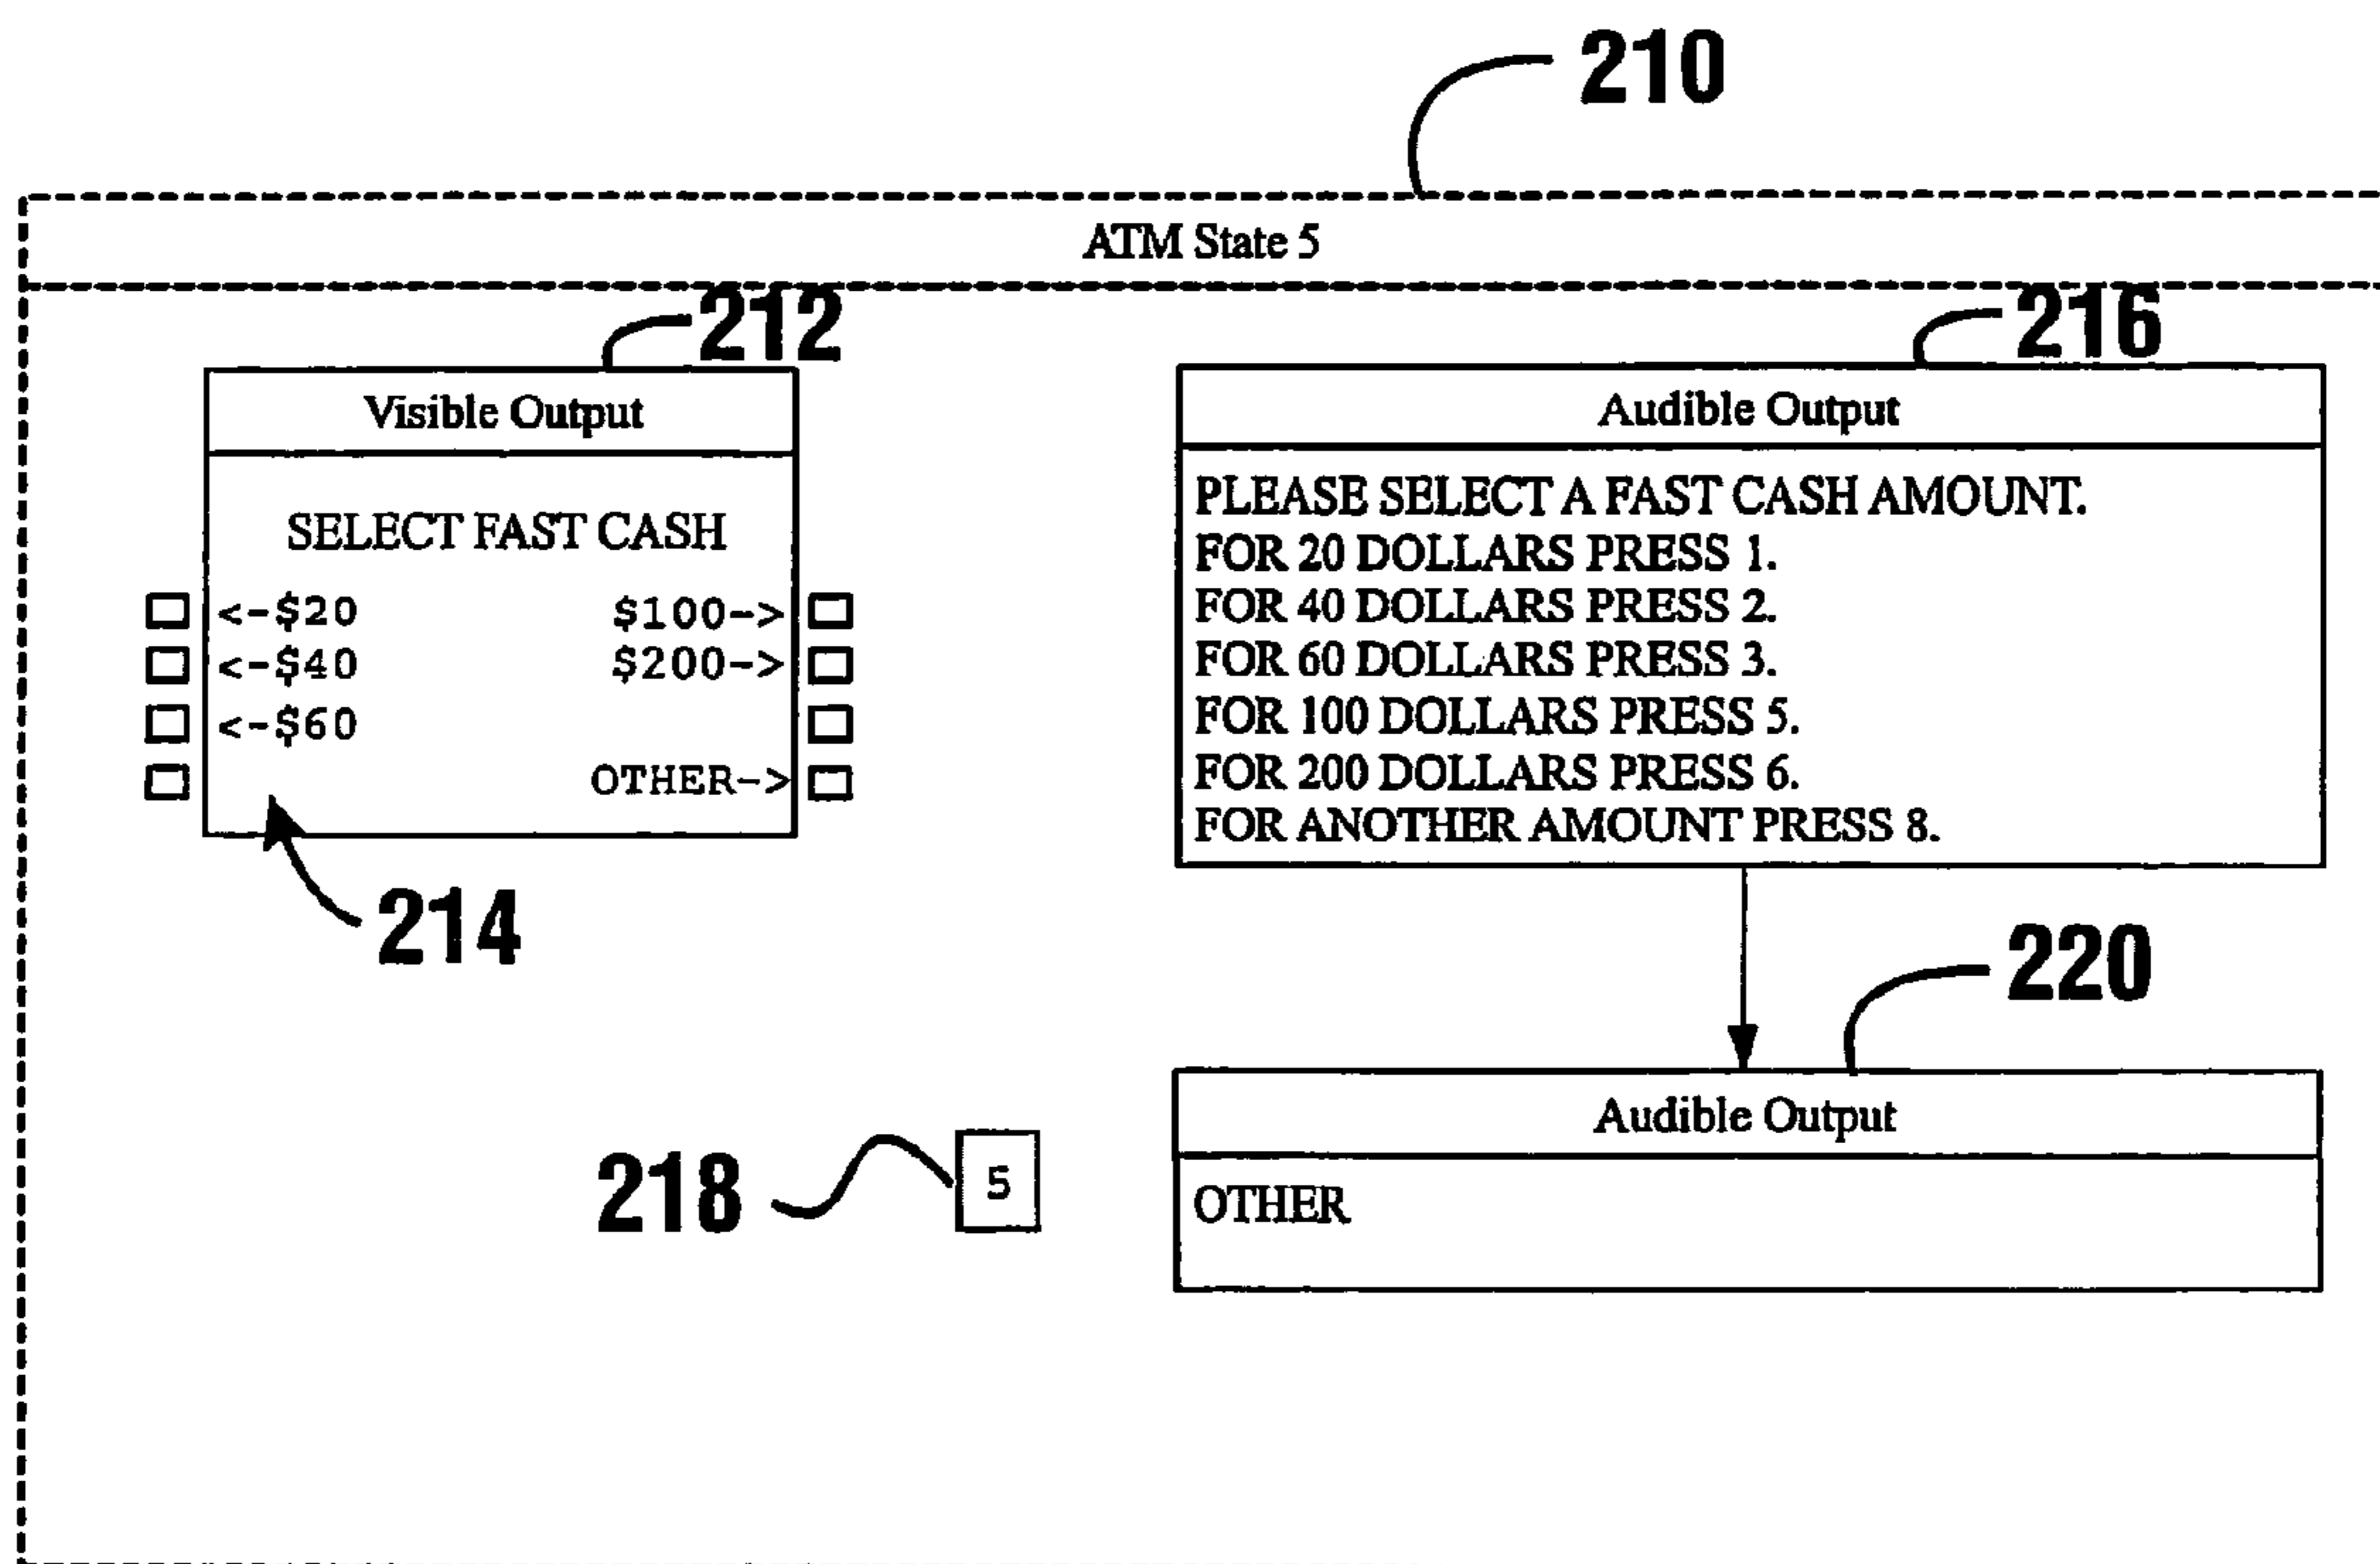 210
ATM State 5
212
216
Visible Output
SELECT FAST CASH
<-$20 $100->
<-$40 $200->
<-$60
OTHER->
214
Audible Output
PLEASE SELECT A FAST CASH AMOUNT.
FOR 20 DOLLARS PRESS 1.
FOR 40 DOLLARS PRESS 2.
FOR 60 DOLLARS PRESS 3.
FOR 100 DOLLARS PRESS 5.
FOR 200 DOLLARS PRESS 6.
FOR ANOTHER AMOUNT PRESS 8.
220
218
5
Audible Output
OTHER